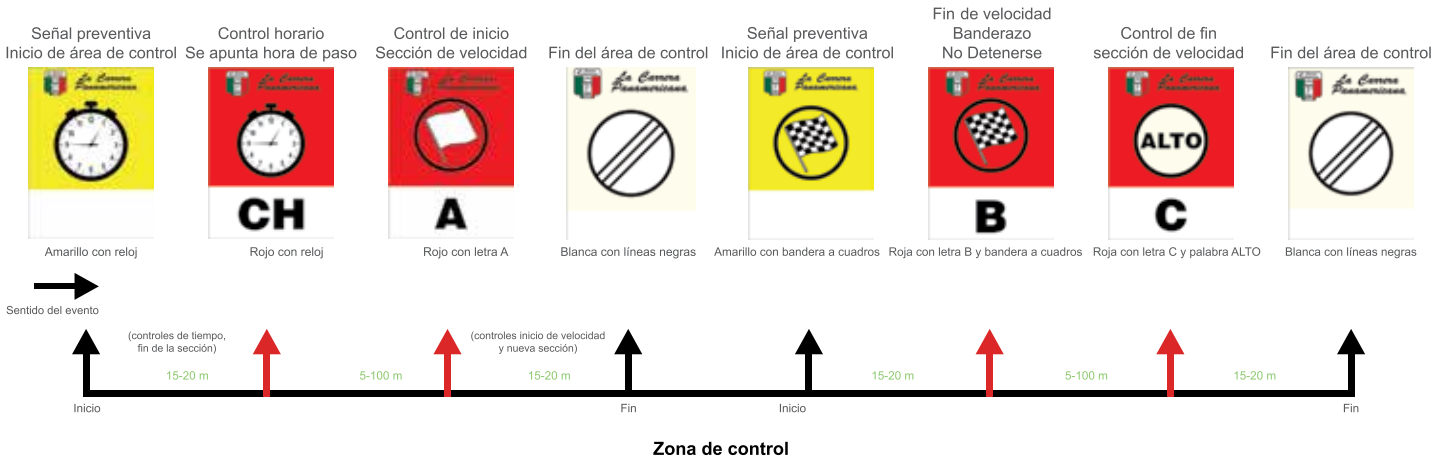 Señal preventiva
Inicio de área de control
Control horario
Se apunta hora de paso
Control de inicio
Sección de velocidad
Fin del área de control
Señal preventiva
Inicio de área de control
Fin de velocidad
Banderazo
No Detenerse
Control de fin
sección de velocidad
Fin del área de control
La Carrera
Panamericana
La Carrera
Panamericana
La Carrera
Panamericana
La Carrera
Panamericana
La Carrera
Panamericana
La Carrera
Panamericana
La Carrera
Panamericana
La Carrera
Panamericana
ALTO
CH
A
B
C
Amarillo con reloj
Rojo con reloj
Rojo con letra A
Blanca con líneas negras
Amarillo con bandera a cuadros
Roja con letra B y bandera a cuadros
Roja con letra C y palabra ALTO
Blanca con líneas negras
Sentido del evento
(controles de tiempo,
fin de la sección)
(controles inicio de velocidad
y nueva sección)
15-20 m
5-100 m
15-20 m
15-20 m
5-100 m
15-20 m
Inicio
Fin
Inicio
Fin
Zona de control